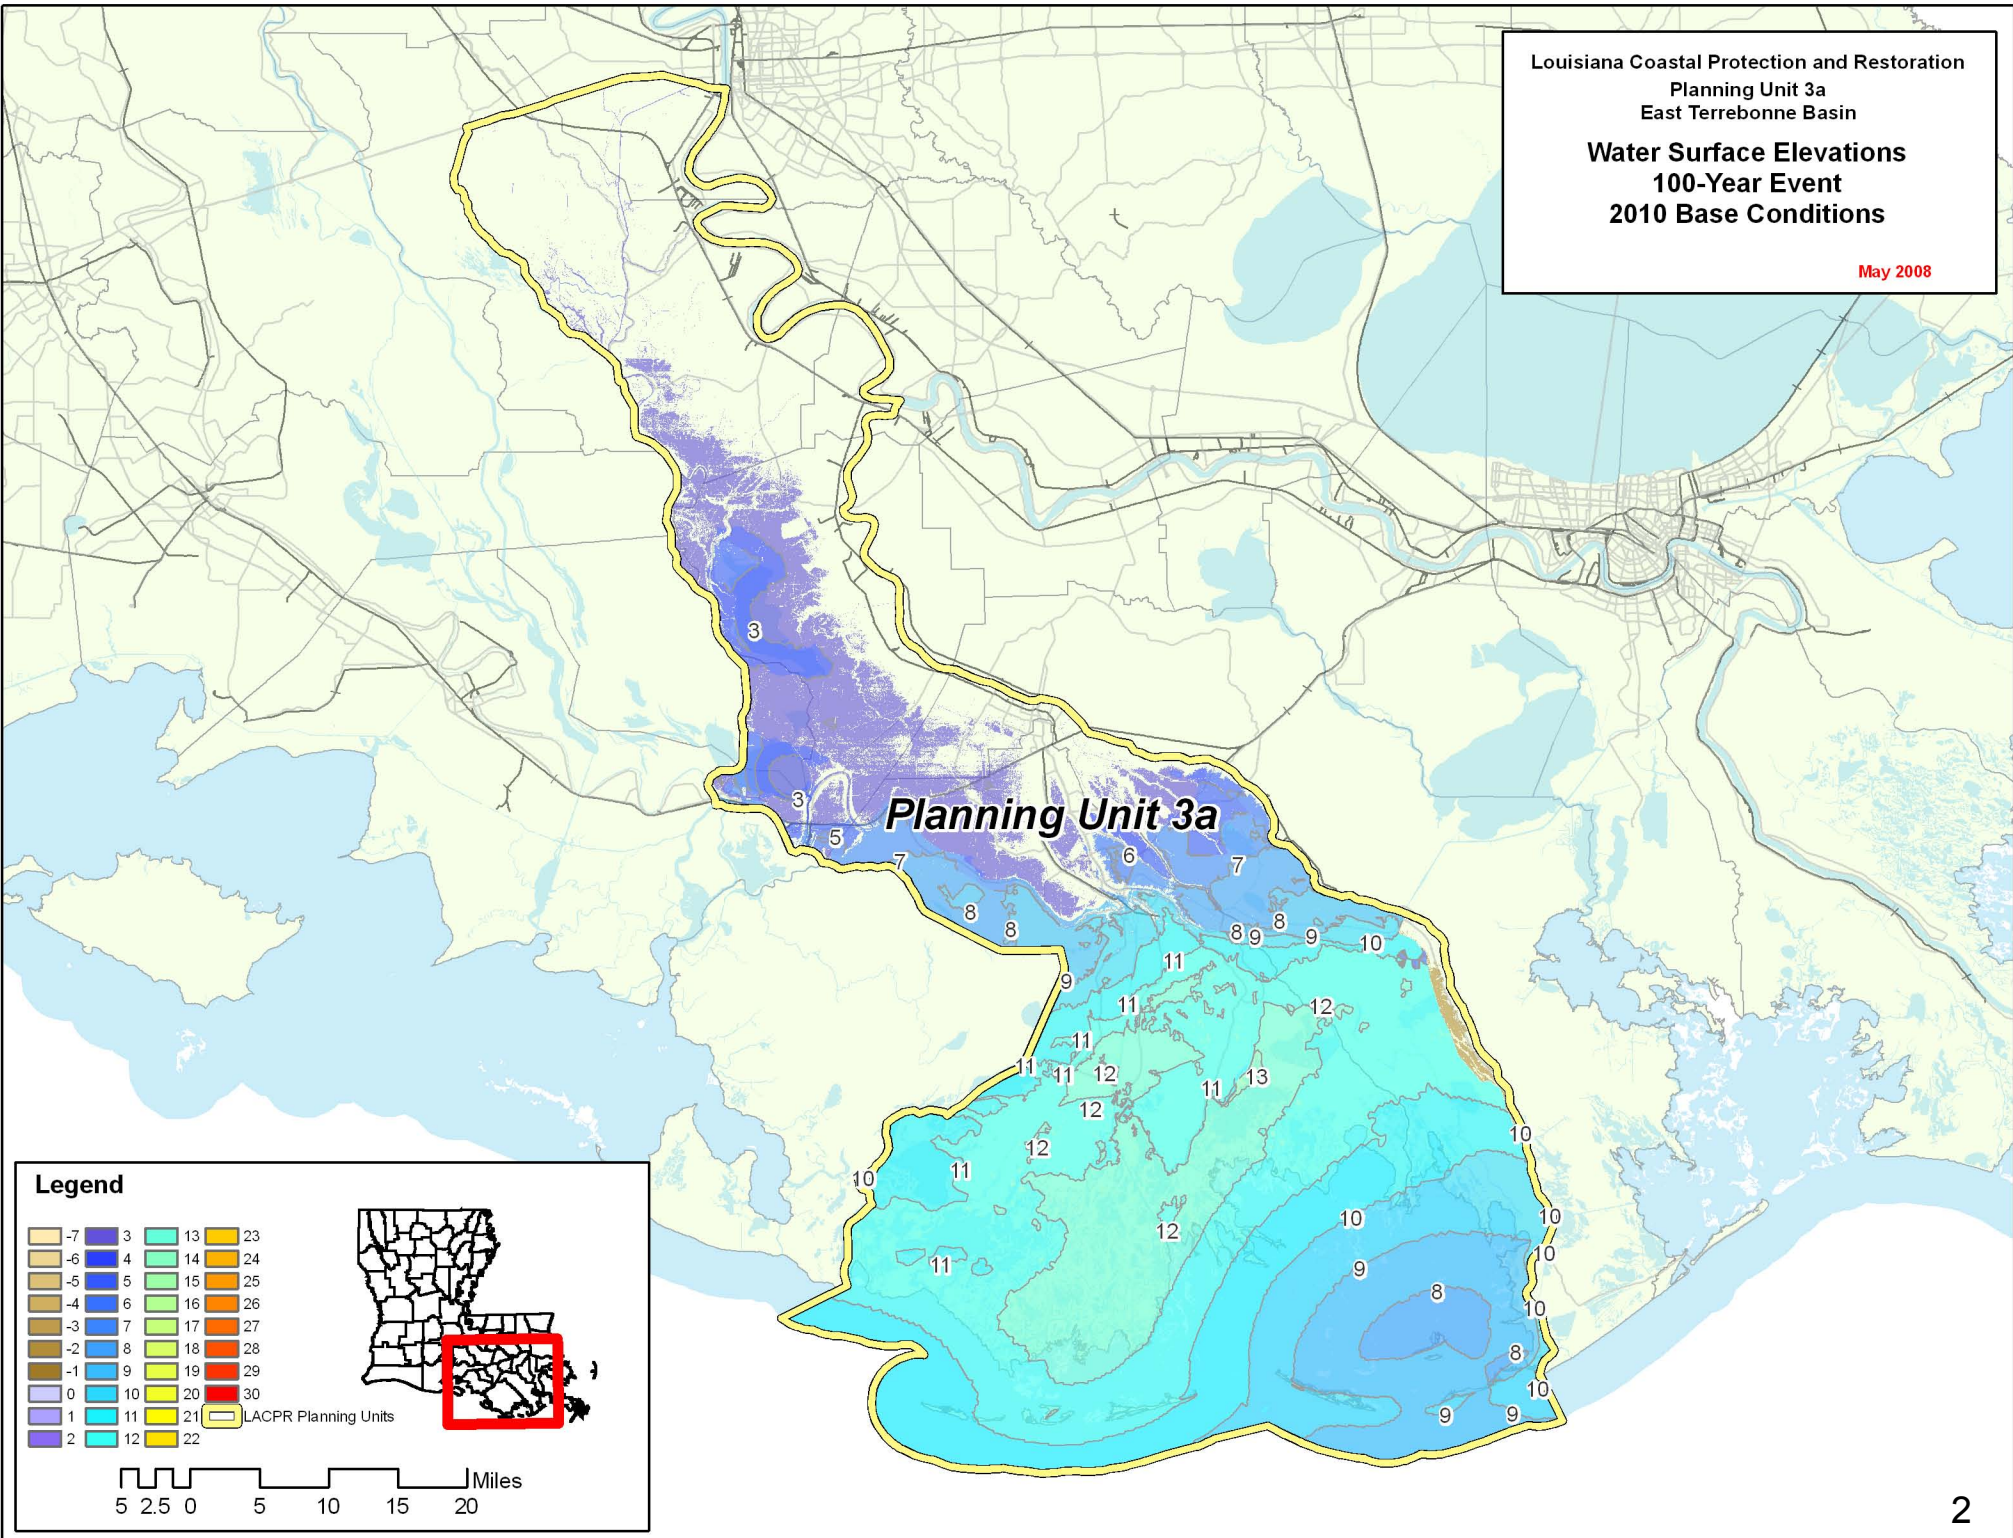 Louisiana Coastal Protection and Restoration
Planning Unit 3a
East Terrebonne Basin
Water Surface Elevations
100-Year Event
2010 Base Conditions
May 2008
3
3
Planning Unit 3a
5
7
6
7
8
8
8
9
8
9
10
11
9
11
12
11
11
11
12
11
13
12
12
10
11
10
12
10
10
10
11
9
8
10
8
10
9
9
Legend
-7 3 13 23
-6 4 14 24
-5 5 15 25
-4 6 16 26
-3 7 17 27
-2 8 18 28
-1 9 19 29
0 10 20 30
1 11 21 LACPR Planning Units
2 12 22
Miles
5 2.5 0 5 10 15 20
2